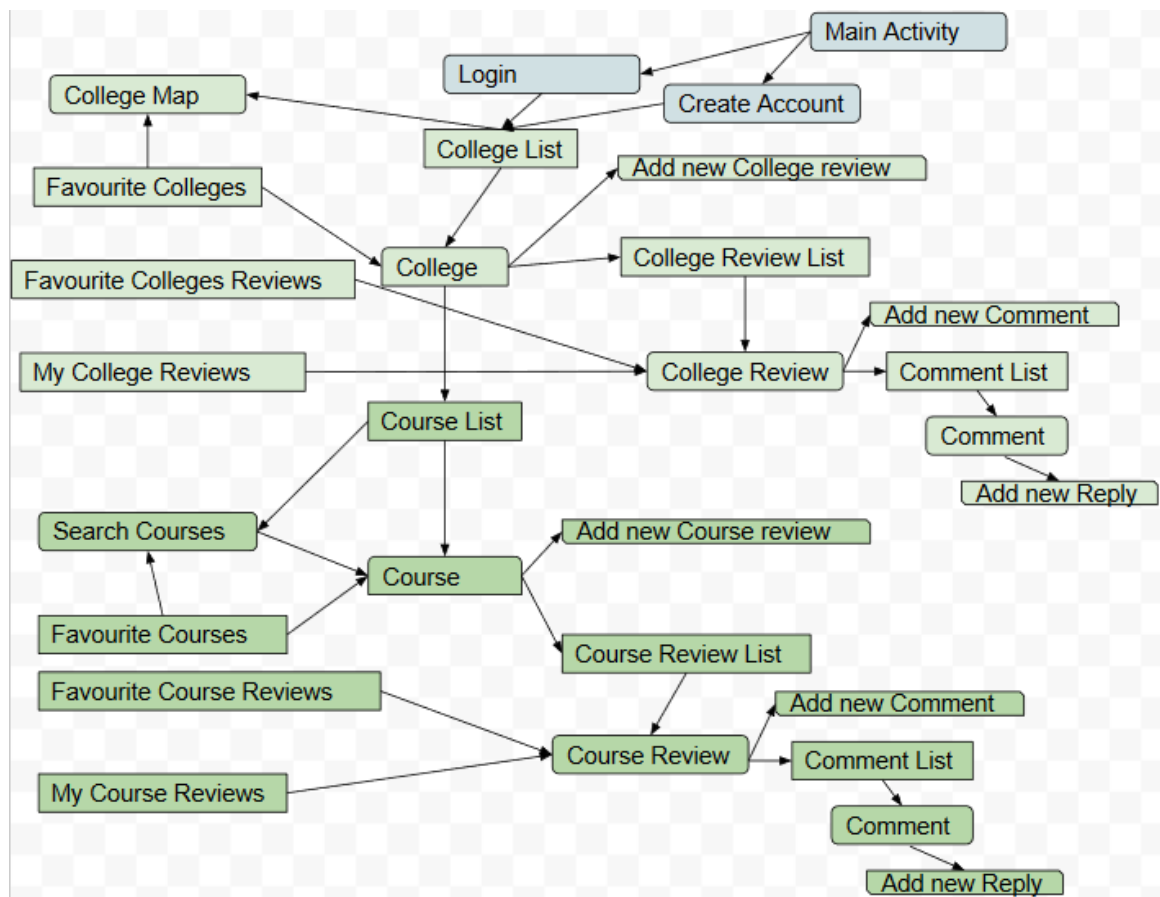 Main Activity
Login
College Map
Create Account
College List
Add new College review
Favourite Colleges
College
College Review List
Favourite Colleges Reviews
Add new Comment
My College Reviews
College Review
Comment List
Course List
Comment
Add new Reply
Search Courses
Add new Course review
Course
Favourite Courses
Course Review List
Favourite Course Reviews
Add new Comment
Course Review
Comment List
My Course Reviews
Comment
Add new Reply